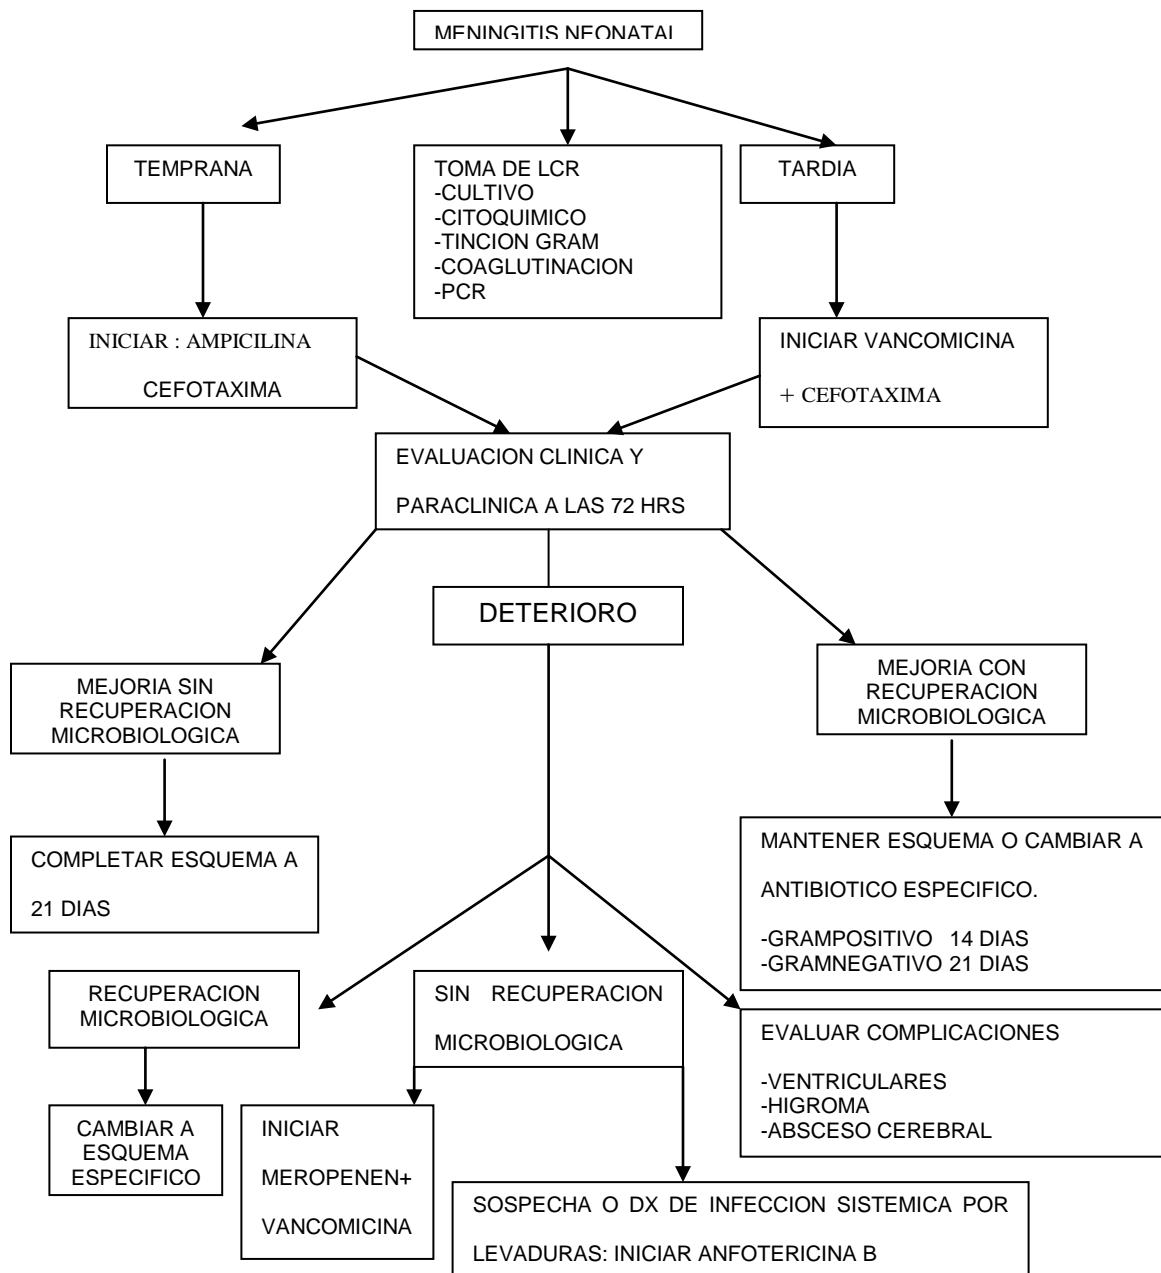 MENINGITIS NEONATAL
TEMPRANA
TOMA DE LCR
-CULTIVO
-CITOQUIMICO
-TINCION GRAM
-COAGLUTINACION
-PCR
TARDIA
INICIAR : AMPICILINA
CEFOTAXIMA
INICIAR VANCOMICINA
+ CEFOTAXIMA
EVALUACION CLINICA Y
PARACLINICA A LAS 72 HRS
DETERIORO
MEJORIA SIN
RECUPERACION
MICROBIOLOGICA
MEJORIA CON
RECUPERACION
MICROBIOLOGICA
COMPLETAR ESQUEMA A
21 DIAS
MANTENER ESQUEMA O CAMBIAR A
ANTIBIOTICO ESPECIFICO.
-GRAMPOSITIVO 14 DIAS
-GRAMNEGATIVO 21 DIAS
RECUPERACION
MICROBIOLOGICA
SIN RECUPERACION
MICROBIOLOGICA
EVALUAR COMPLICACIONES
-VENTRICULARES
-HIGROMA
-ABSCESO CEREBRAL
CAMBIAR A
ESQUEMA
ESPECIFICO
INICIAR
MEROPENEN+
VANCOMICINA
SOSPECHA O DX DE INFECCION SISTEMICA POR
LEVADURAS: INICIAR ANFOTERICINA B